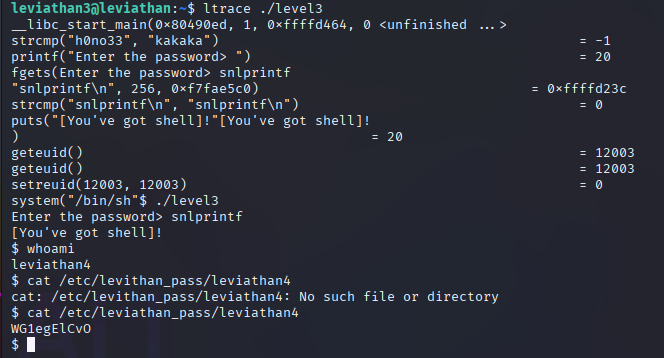 leviathan3@leviathan:~$ ltrace ./level3
__libc_start_main(0×80490ed, 1, 0×ffffd464, 0 <unfinished ...>
strcmp("h0no33", "kakaka") = -1
printf("Enter the password> ") = 20
fgets(Enter the password> snlprintf
"snlprintf\n", 256, 0×f7fae5c0) = 0×ffffd23c
strcmp("snlprintf\n", "snlprintf\n") = 0
puts("[You've got shell]!"[You've got shell]!
) = 20
geteuid() = 12003
geteuid() = 12003
setreuid(12003, 12003) = 0
system("/bin/sh"$ ./level3
Enter the password> snlprintf
[You've got shell]!
$ whoami
leviathan4
$ cat /etc/levithan_pass/leviathan4
cat: /etc/levithan_pass/leviathan4: No such file or directory
$ cat /etc/leviathan_pass/leviathan4
WG1egElCvO
$